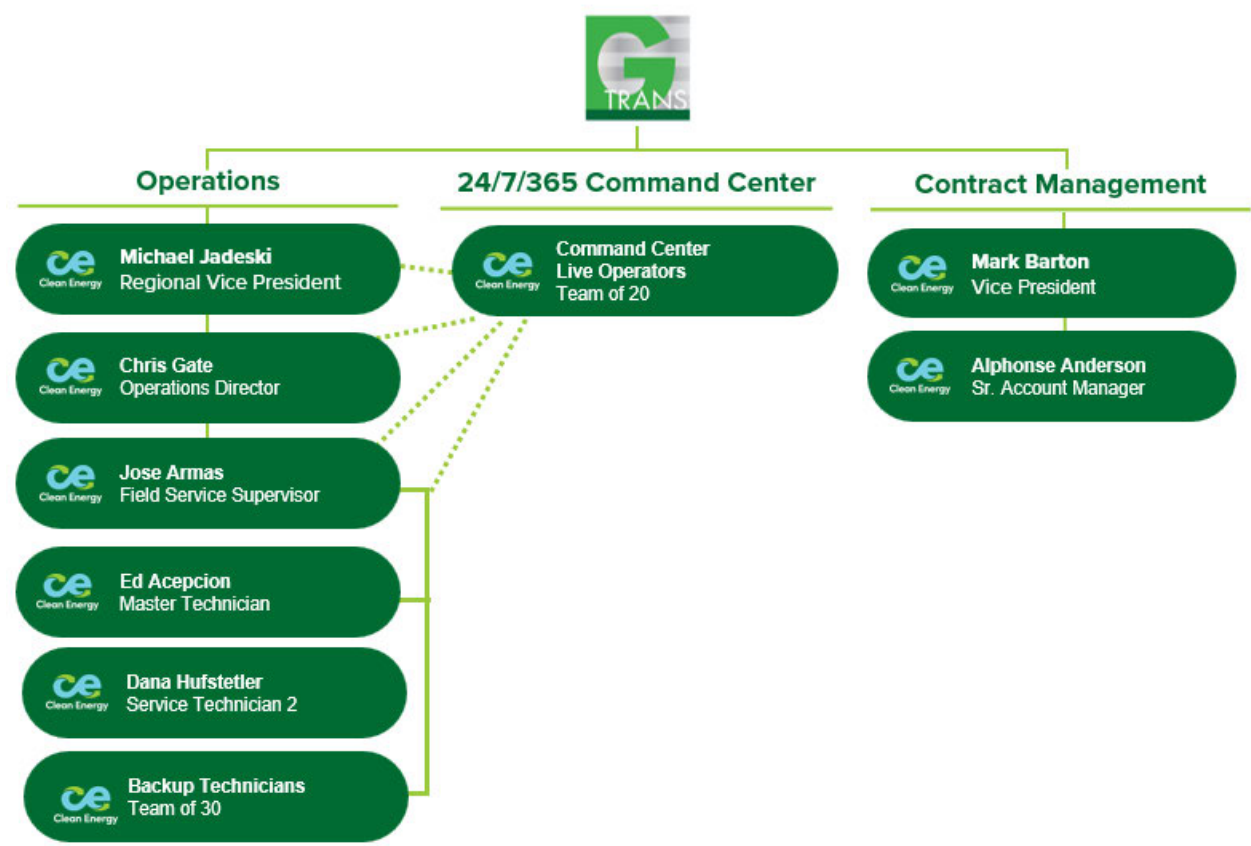 G
TRANS
Operations
24/7/365 Command Center
Contract Management
ce
Clean Energy
Michael Jadeski
Regional Vice President
ce
Clean Energy
Command Center
Live Operators
Team of 20
ce
Clean Energy
Mark Barton
Vice President
ce
Clean Energy
Chris Gate
Operations Director
ce
Clean Energy
Alphonse Anderson
Sr. Account Manager
ce
Clean Energy
Jose Armas
Field Service Supervisor
ce
Clean Energy
Ed Acepcion
Master Technician
ce
Clean Energy
Dana Hufstetler
Service Technician 2
ce
Clean Energy
Backup Technicians
Team of 30